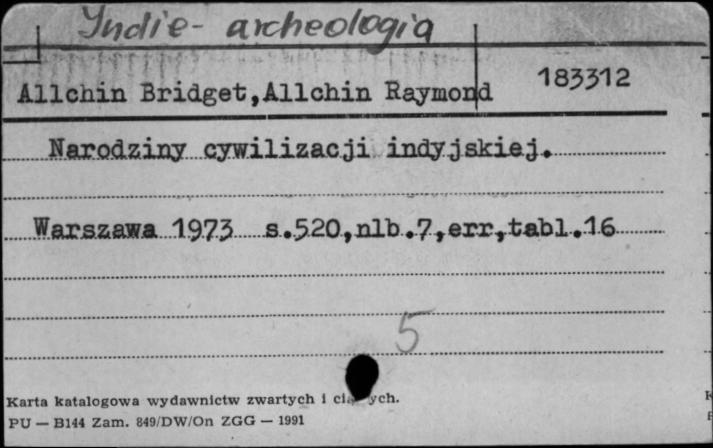 Yndie - archeologia
183312
Allchin Bridget,Allchin Raymond
Narodziny cywilizacji indyjskiej.
Warszawa 1973 s.520,nlb.7,err,tabl.16
5
Karta katalogowa wydawnictw zwartych i ych.
PU — B144 Zam. 849/DW/On ZGG — 1991